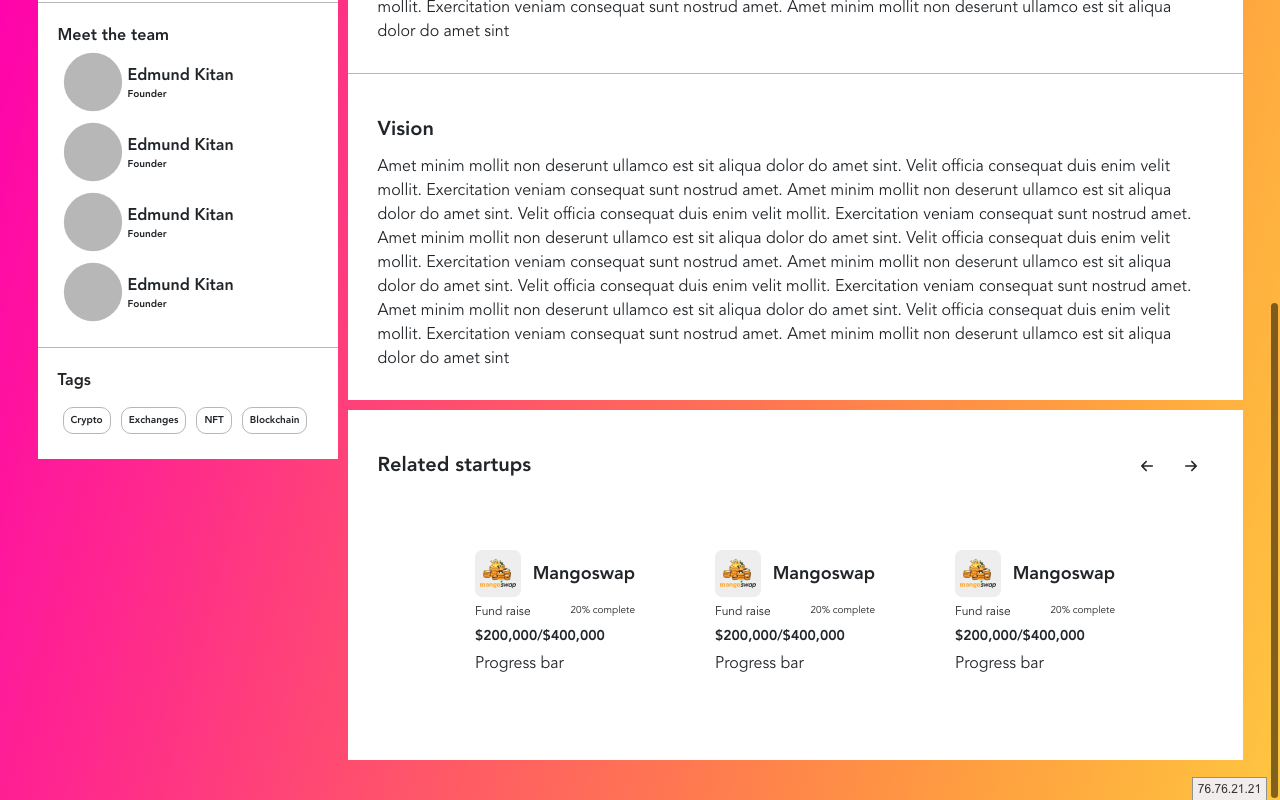 Meet the team
Edmund Kitan
Founder
Edmund Kitan
Founder
Edmund Kitan
Founder
Edmund Kitan
Founder
Tags
Crypto
Exchanges
NFT
Blockchain
mollit. Exercitation veniam consequat sunt nostrud amet. Amet minim mollit non deserunt ullamco est sit aliqua
dolor do amet sint
Vision
Amet minim mollit non deserunt ullamco est sit aliqua dolor do amet sint. Velit officia consequat duis enim velit
mollit. Exercitation veniam consequat sunt nostrud amet. Amet minim mollit non deserunt ullamco est sit aliqua
dolor do amet sint. Velit officia consequat duis enim velit mollit. Exercitation veniam consequat sunt nostrud amet.
Amet minim mollit non deserunt ullamco est sit aliqua dolor do amet sint. Velit officia consequat duis enim velit
mollit. Exercitation veniam consequat sunt nostrud amet. Amet minim mollit non deserunt ullamco est sit aliqua
dolor do amet sint. Velit officia consequat duis enim velit mollit. Exercitation veniam consequat sunt nostrud amet.
Amet minim mollit non deserunt ullamco est sit aliqua dolor do amet sint. Velit officia consequat duis enim velit
mollit. Exercitation veniam consequat sunt nostrud amet. Amet minim mollit non deserunt ullamco est sit aliqua
dolor do amet sint
Related startups
mangoswap
Mangoswap
Fund raise
20% complete
$200,000/$400,000
Progress bar
mangoswap
Mangoswap
Fund raise
20% complete
$200,000/$400,000
Progress bar
mangoswap
Mangoswap
Fund raise
20% complete
$200,000/$400,000
Progress bar
76.76.21.21